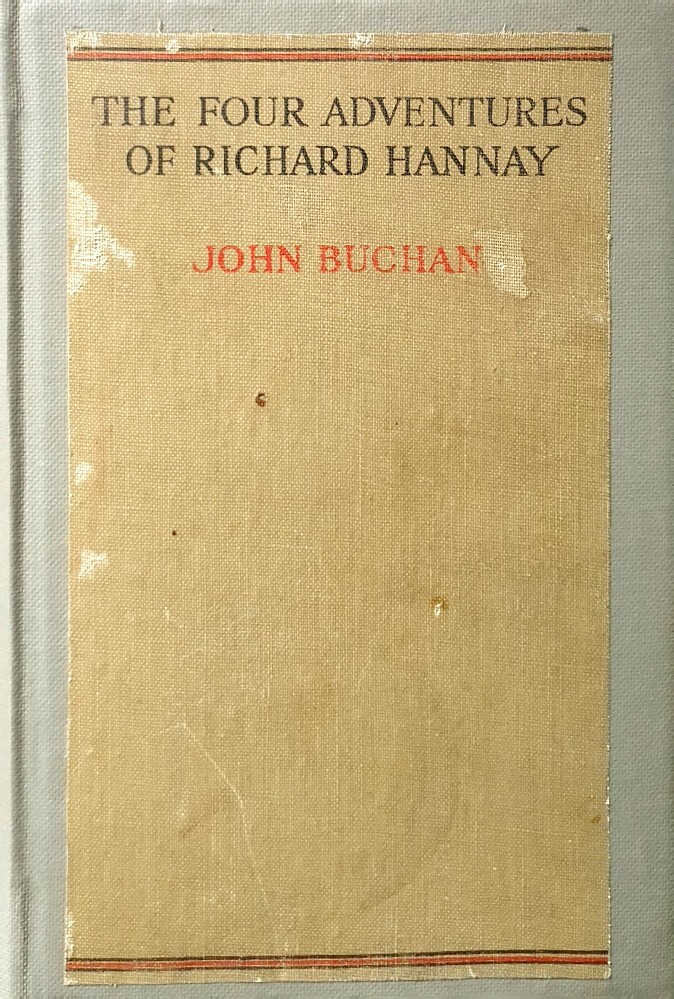 THE FOUR ADVENTURES
OF RICHARD HANNAY
JOHN BUCHAN